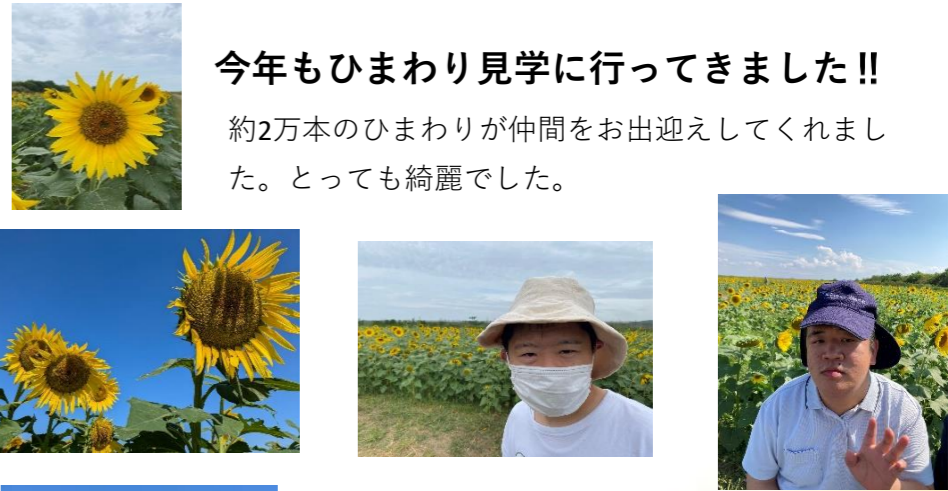 今年もひまわり見学に行ってきました‼
約2万本のひまわりが仲間をお出迎えしてくれまし
た。とっても綺麗でした。